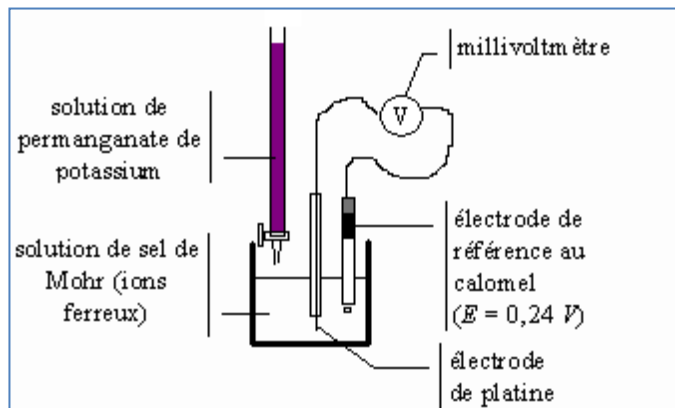 solution de
permanganate de
potassium
solution de sel de
Mohr (ions
ferreux)
millivoltmètre
V
électrode de
référence au
calomel
(E = 0,24 V)
électrode
de platine